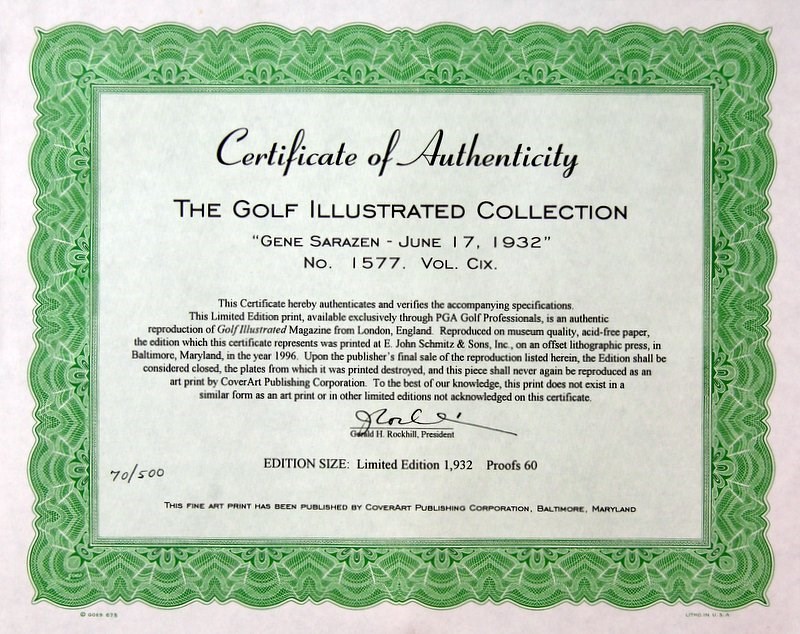 Certificate of Authenticity
THE GOLF ILLUSTRATED COLLECTION
"GENE SARAZEN - JUNE 17, 1932"
NO. 1577. VOL. CIX.
This Certificate hereby authenticates and verifies the accompanying specifications.
This Limited Edition print, available exclusively through PGA Golf Professionals, is an authentic
reproduction of Golf Illustrated Magazine from London, England. Reproduced on museum quality, acid-free paper,
the edition which this certificate represents was printed at E. John Schmitz & Sons, Inc., on an offset lithographic press, in
Baltimore, Maryland, in the year 1996. Upon the publisher's final sale of the reproduction listed herein, the Edition shall be
considered closed, the plates from which it was printed destroyed, and this piece shall never again be reproduced as an
art print by CoverArt Publishing Corporation. To the best of our knowledge, this print does not exist in a
similar form as an art print or in other limited editions not acknowledged on this certificate.
Gerald H. Rockhill, President
EDITION SIZE: Limited Edition 1,932 Proofs 60
70/500
THIS FINE ART PRINT HAS BEEN PUBLISHED BY COVERART PUBLISHING CORPORATION, BALTIMORE, MARYLAND
© GOES 675
LITHO. IN U.S.A.